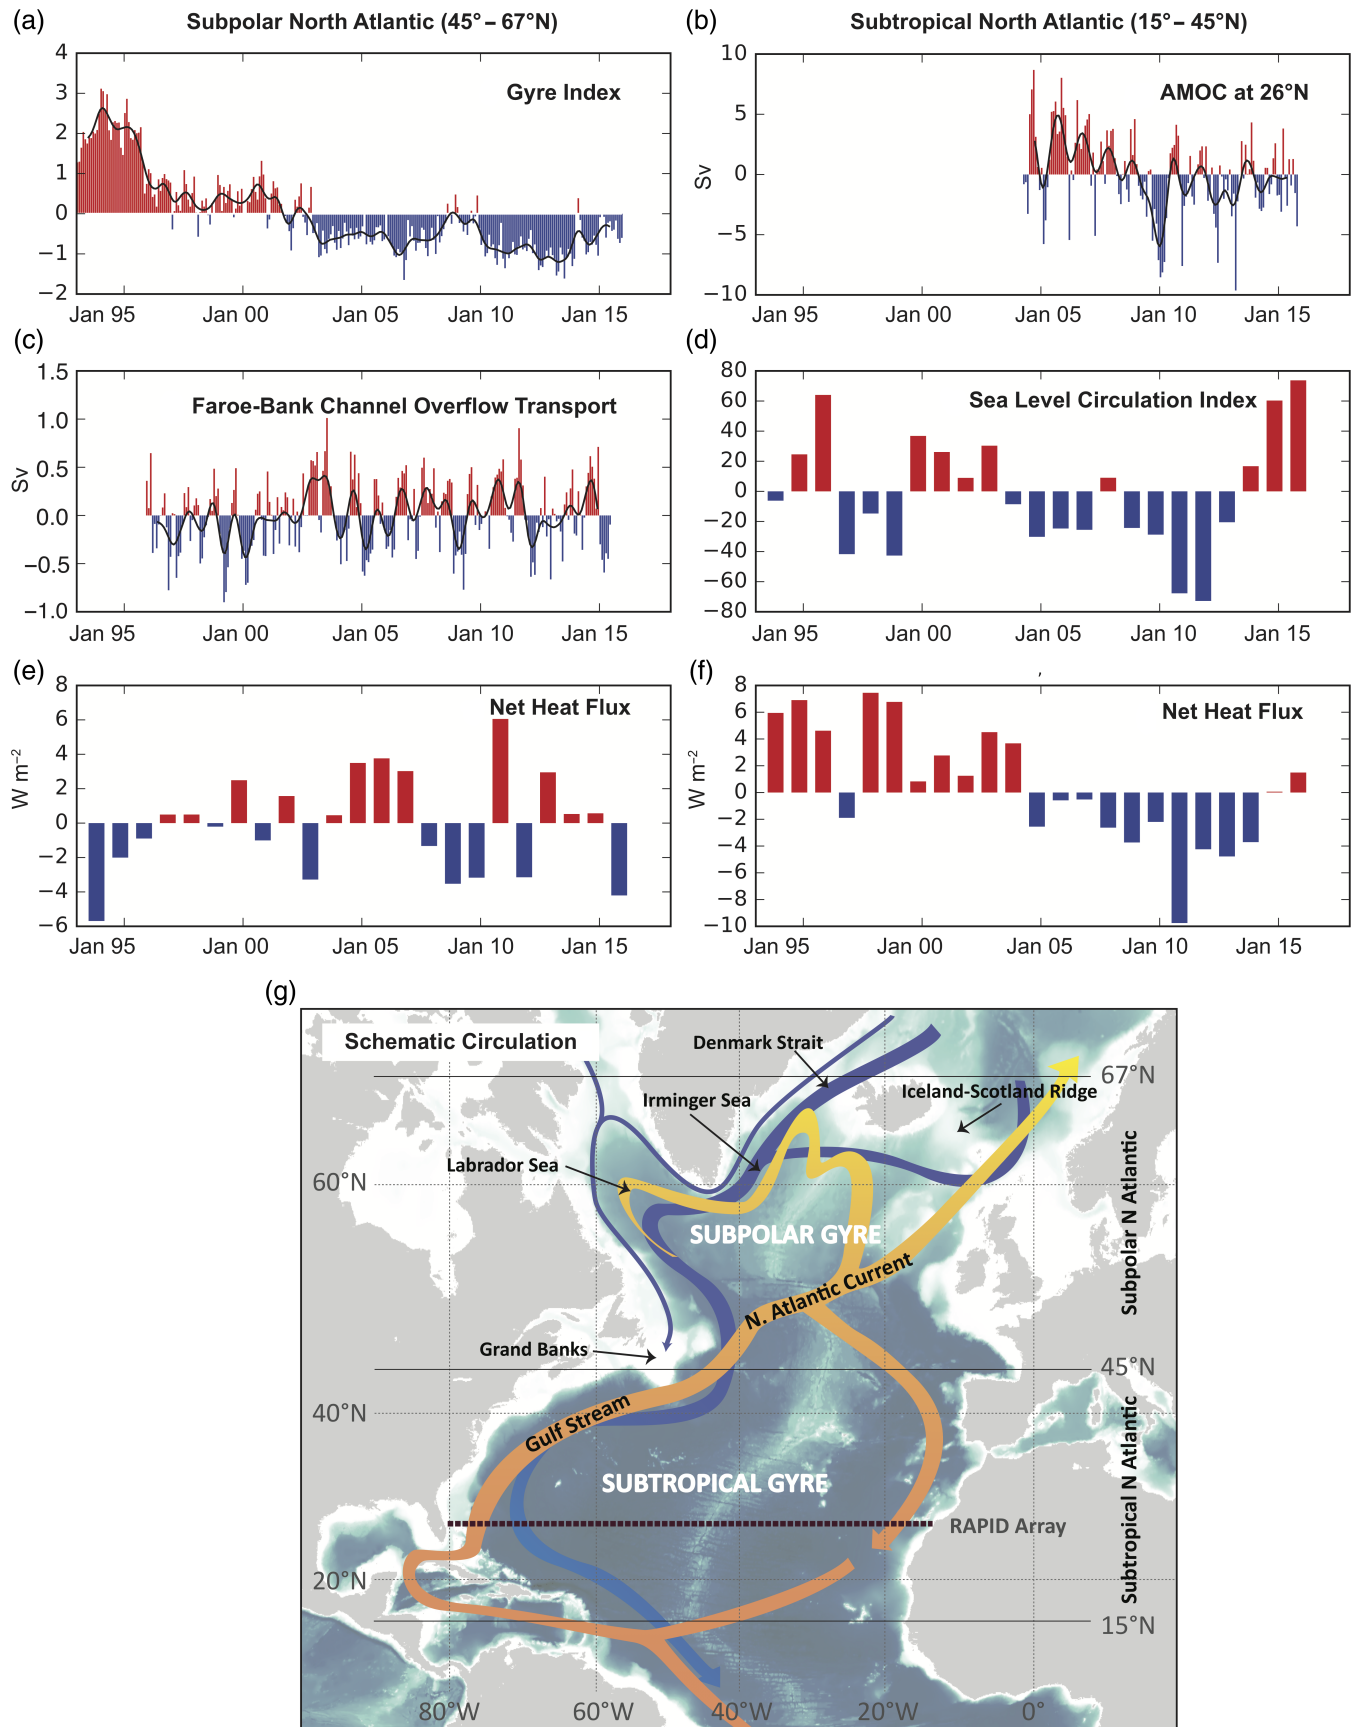 (a) Subpolar North Atlantic (45°– 67°N)
4
3
2
1
0
−1
−2
Gyre Index
Jan 95 Jan 00 Jan 05 Jan 10 Jan 15
(b) Subtropical North Atlantic (15°– 45°N)
10
5
0
−5
−10
Sv
AMOC at 26°N
Jan 95 Jan 00 Jan 05 Jan 10 Jan 15
(c)
1.5
1.0
0.5
0.0
−0.5
−1.0
Sv
Faroe-Bank Channel Overflow Transport
Jan 95 Jan 00 Jan 05 Jan 10 Jan 15
(d)
80
60
40
20
0
−20
−40
−60
−80
Sea Level Circulation Index
Jan 95 Jan 00 Jan 05 Jan 10 Jan 15
(e)
8
6
4
2
0
−2
−4
−6
W m⁻²
Net Heat Flux
Jan 95 Jan 00 Jan 05 Jan 10 Jan 15
(f)
8
6
4
2
0
−2
−4
−6
−8
−10
W m⁻²
Net Heat Flux
Jan 95 Jan 00 Jan 05 Jan 10 Jan 15
(g)
Schematic Circulation
Denmark Strait
67°N
Iceland-Scotland Ridge
Irminger Sea
Labrador Sea
60°N
SUBPOLAR GYRE
Subpolar N Atlantic
N. Atlantic Current
Grand Banks
45°N
40°N
Gulf Stream
SUBTROPICAL GYRE
Subtropical N Atlantic
RAPID Array
20°N
15°N
80°W 60°W 40°W 20°W 0°